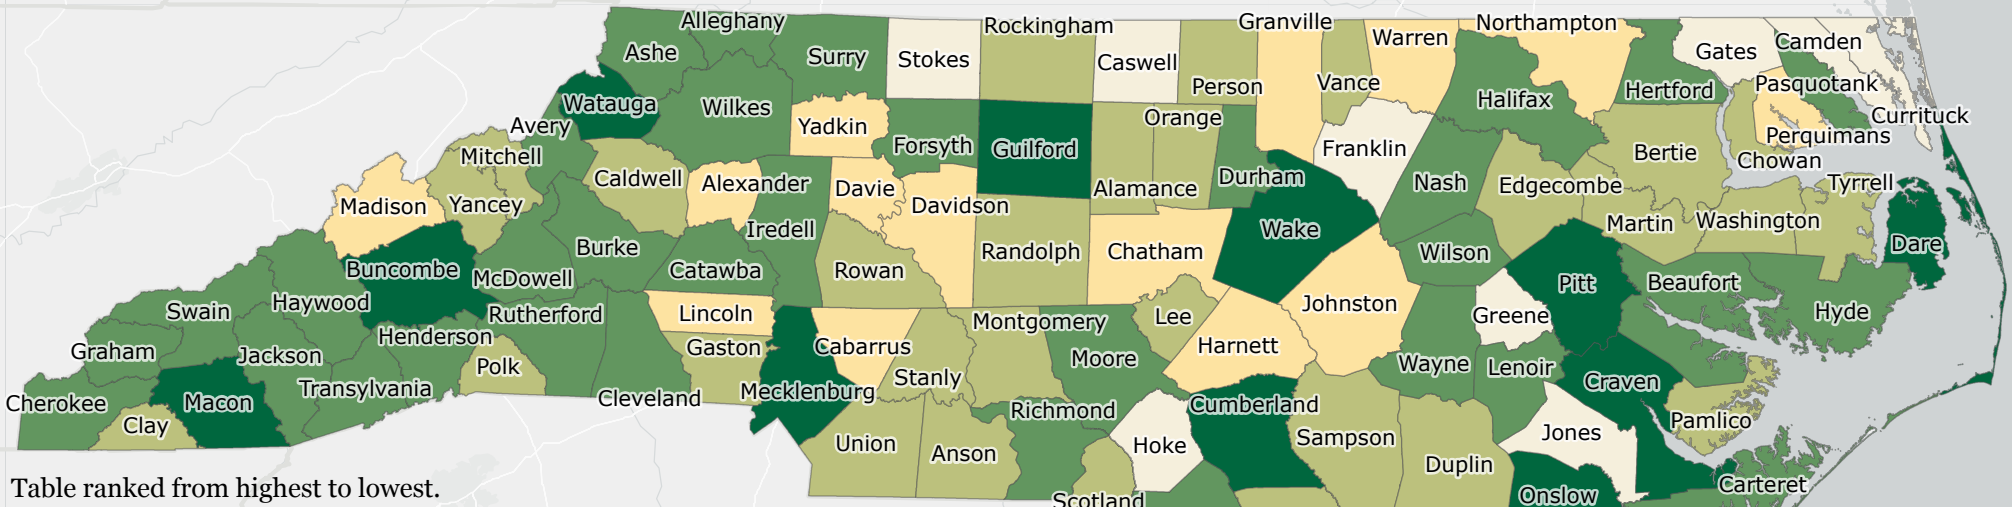 Alleghany
Rockingham
Granville
Northampton
Ashe
Surry
Stokes
Caswell
Warren
Gates
Camden
Watauga
Wilkes
Person
Vance
Halifax
Hertford
Pasquotank
Avery
Yadkin
Forsyth
Guilford
Orange
Franklin
Currituck
Perquimans
Mitchell
Caldwell
Alexander
Davie
Alamance
Durham
Nash
Edgecombe
Bertie
Chowan
Tyrrell
Madison
Yancey
Iredell
Davidson
Wake
Martin
Washington
Buncombe
McDowell
Burke
Catawba
Rowan
Randolph
Chatham
Wilson
Pitt
Beaufort
Dare
Swain
Haywood
Rutherford
Lincoln
Montgomery
Lee
Johnston
Greene
Hyde
Graham
Jackson
Henderson
Polk
Gaston
Cabarrus
Stanly
Moore
Harnett
Wayne
Lenoir
Craven
Cherokee
Clay
Macon
Transylvania
Cleveland
Mecklenburg
Union
Anson
Richmond
Hoke
Cumberland
Sampson
Duplin
Jones
Pamlico
Scotland
Onslow
Carteret
Table ranked from highest to lowest.